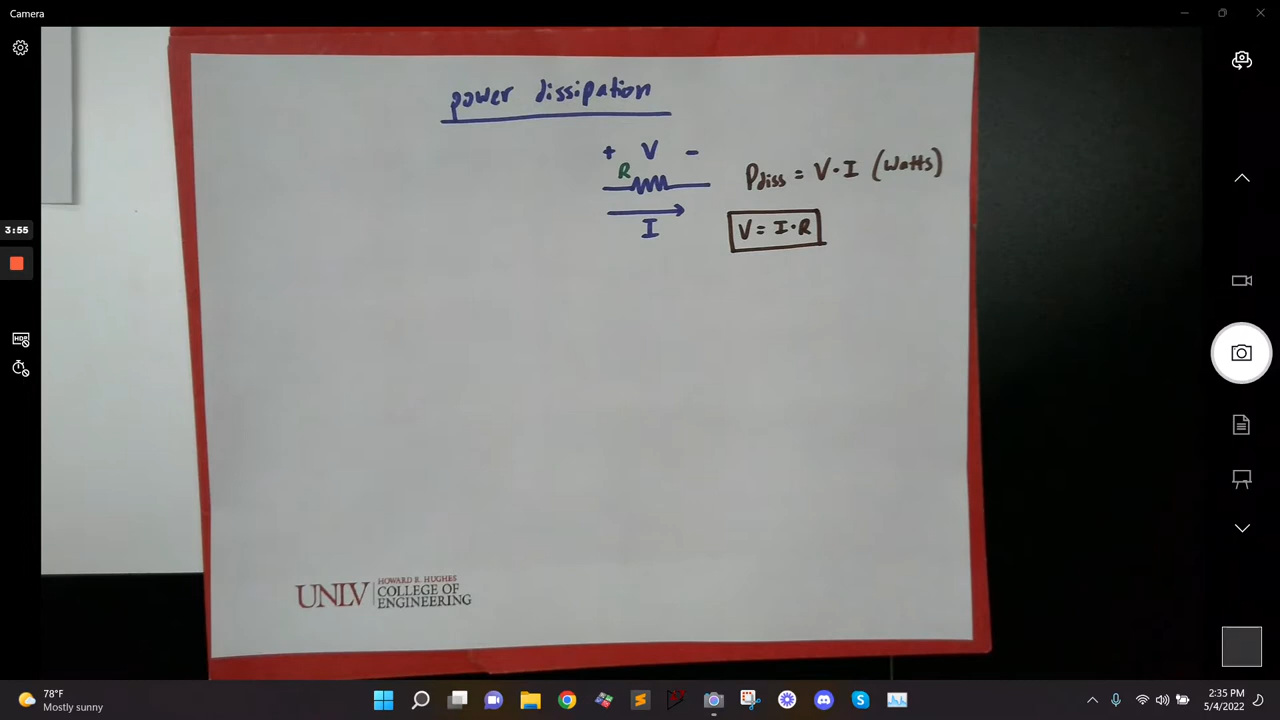 Camera
power dissipation
+ V -
R
I
Pdiss = V·I (Watts)
V = I·R
3:55
UNLV
HOWARD R. HUGHES
COLLEGE OF
ENGINEERING
78°F
Mostly sunny
2:35 PM
5/4/2022